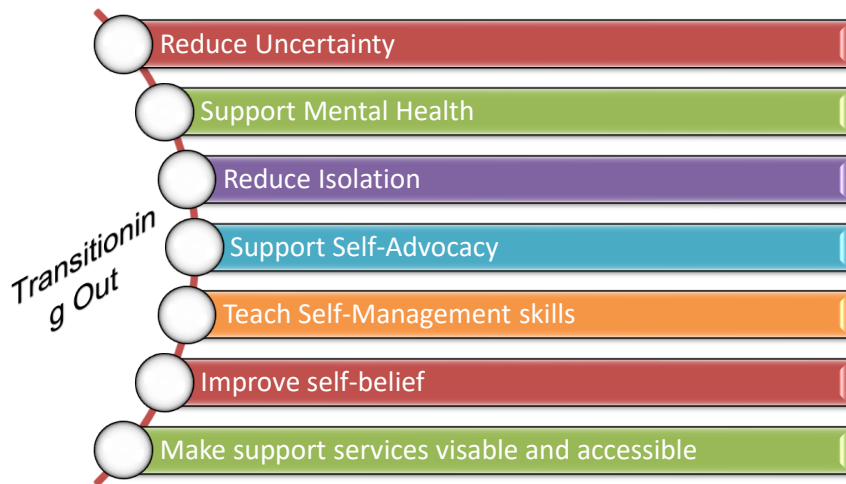 Reduce Uncertainty
Support Mental Health
Reduce Isolation
Support Self-Advocacy
Teach Self-Management skills
Improve self-belief
Make support services visable and accessible
Transitionin
g Out